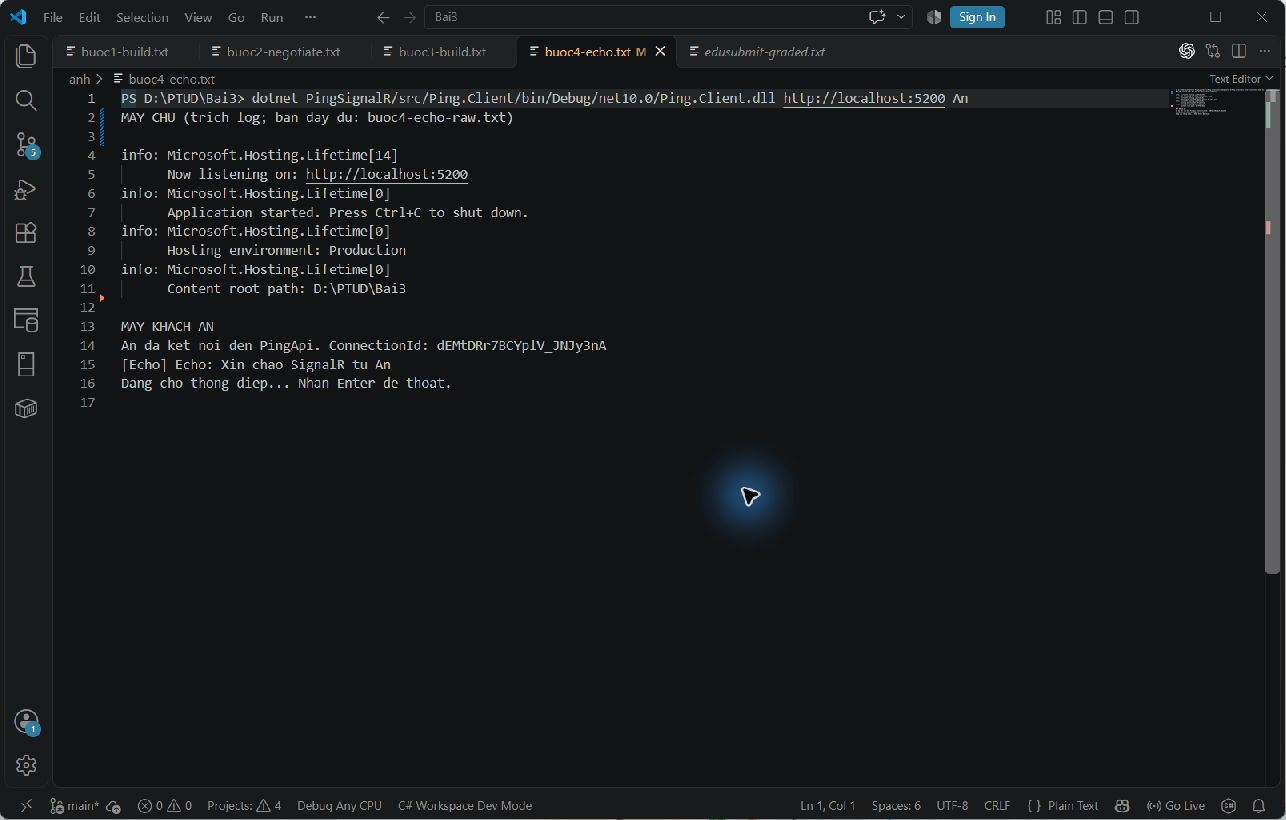 File Edit Selection View Go Run ··· Bai3 Sign In
buoc1-build.txt buoc2-negotiate.txt buoc3-build.txt buoc4-echo.txt M edusubmit-graded.txt
anh > buoc4-echo.txt Text Editor
1 PS D:\PTUD\Bai3> dotnet PingSignalR/src/Ping.Client/bin/Debug/net10.0/Ping.Client.dll http://localhost:5200 An
2 MAY CHU (trich log; ban day du: buoc4-echo-raw.txt)
3
4 info: Microsoft.Hosting.Lifetime[14]
5 Now listening on: http://localhost:5200
6 info: Microsoft.Hosting.Lifetime[0]
7 Application started. Press Ctrl+C to shut down.
8 info: Microsoft.Hosting.Lifetime[0]
9 Hosting environment: Production
10 info: Microsoft.Hosting.Lifetime[0]
11 Content root path: D:\PTUD\Bai3
12
13 MAY KHACH AN
14 An da ket noi den PingApi. ConnectionId: dEMtDRr7BCYplV_JNJy3nA
15 [Echo] Echo: Xin chao SignalR tu An
16 Dang cho thong diep... Nhan Enter de thoat.
17
5
1
main* 0 0 Projects: 4 Debug Any CPU C# Workspace Dev Mode Ln 1, Col 1 Spaces: 6 UTF-8 CRLF { } Plain Text Go Live